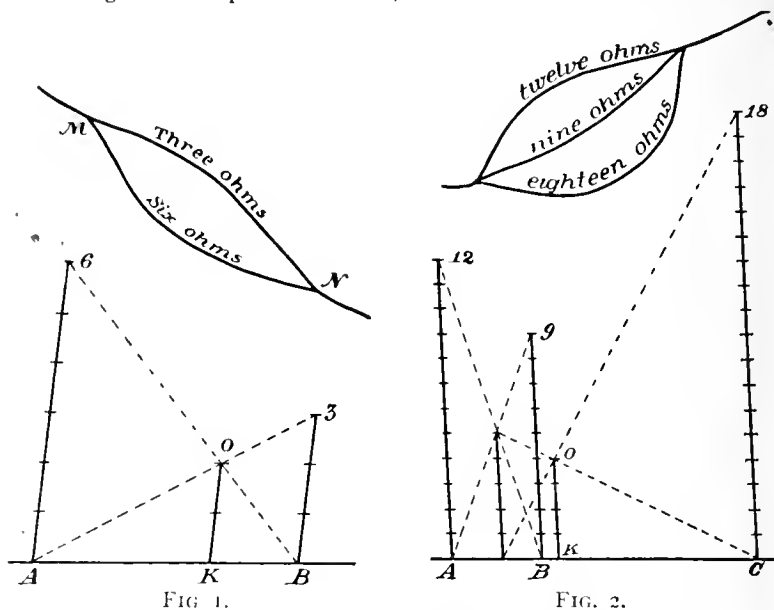 twelve ohms
nine ohms
eighteen ohms
18
M
Three ohms
Six ohms
N
6
12
9
3
O
O
A
K
B
A
B
K
C
FIG 1.
FIG. 2.